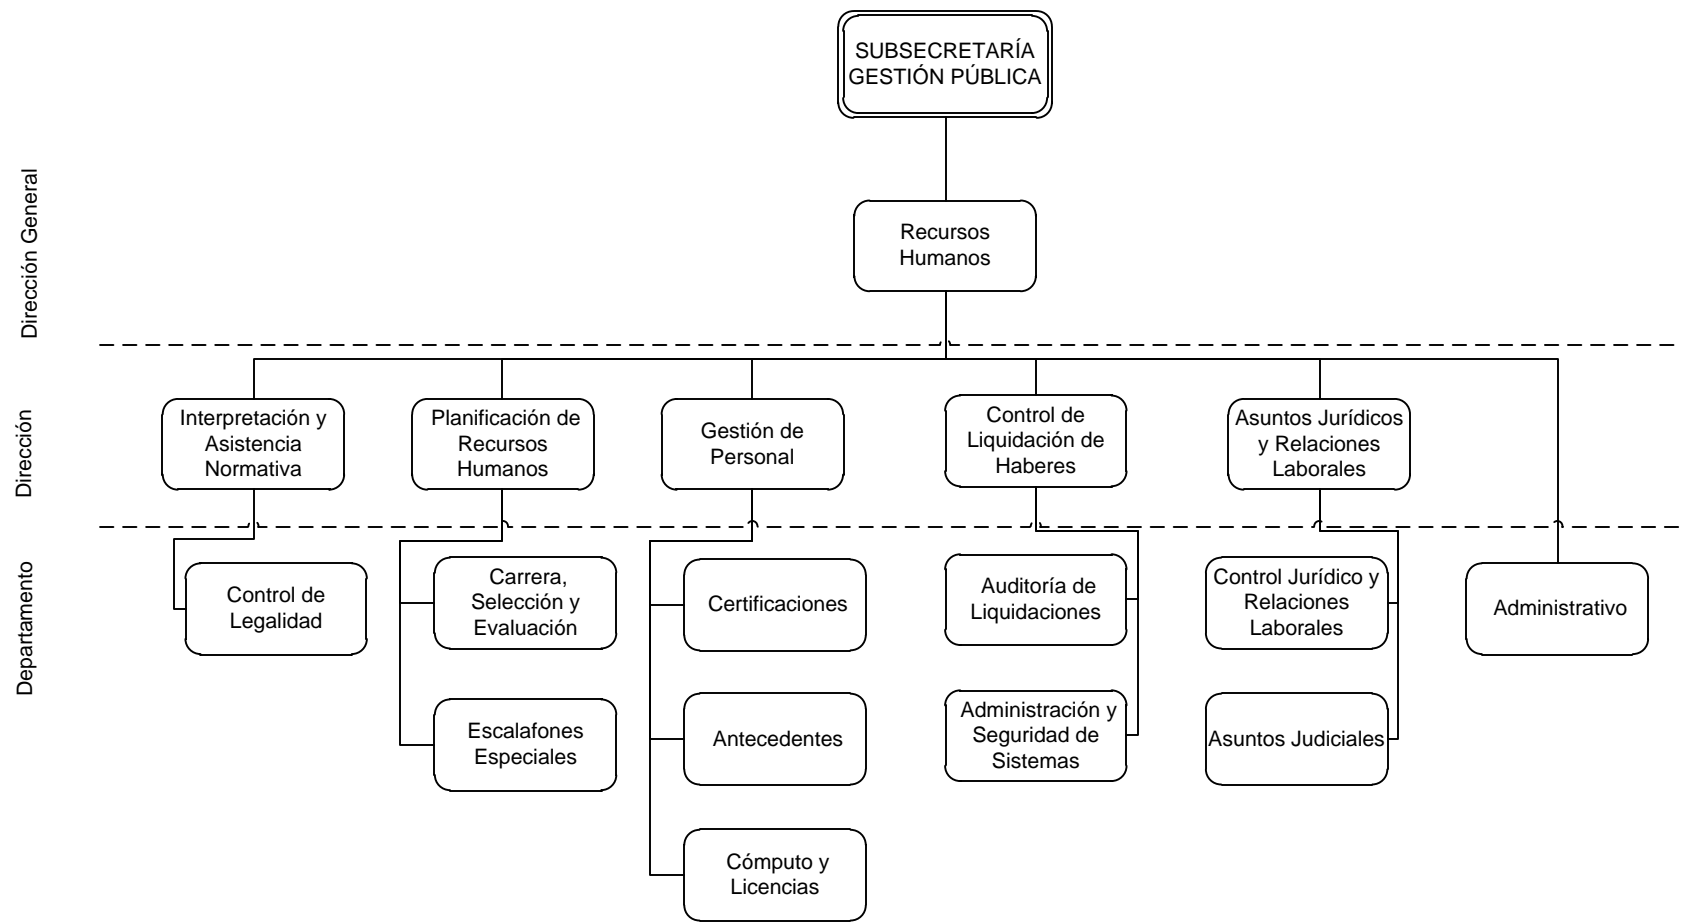 SUBSECRETARÍA
GESTIÓN PÚBLICA
Dirección General
Recursos
Humanos
Dirección
Interpretación y
Asistencia
Normativa
Planificación de
Recursos
Humanos
Gestión de
Personal
Control de
Liquidación de
Haberes
Asuntos Jurídicos
y Relaciones
Laborales
Departamento
Control de
Legalidad
Carrera,
Selección y
Evaluación
Certificaciones
Auditoría de
Liquidaciones
Control Jurídico y
Relaciones
Laborales
Administrativo
Escalafones
Especiales
Antecedentes
Administración y
Seguridad de
Sistemas
Asuntos Judiciales
Cómputo y
Licencias